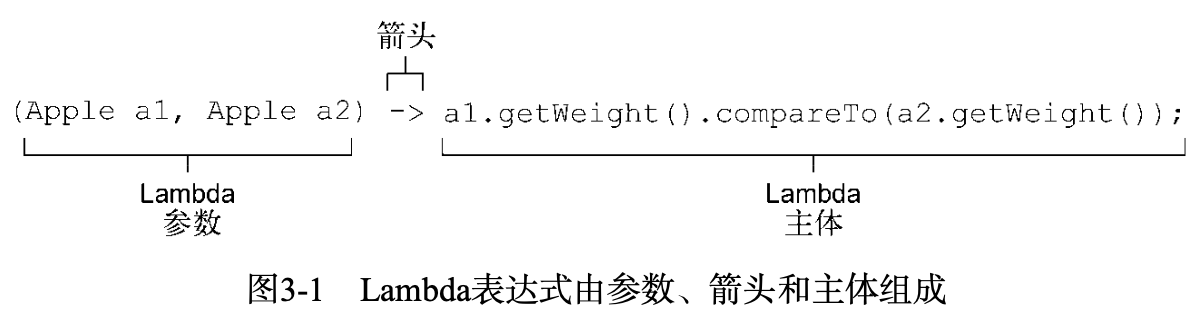 箭头
(Apple a1, Apple a2) -> a1.getWeight().compareTo(a2.getWeight());
Lambda
参数
Lambda
主体
图3-1 Lambda表达式由参数、箭头和主体组成